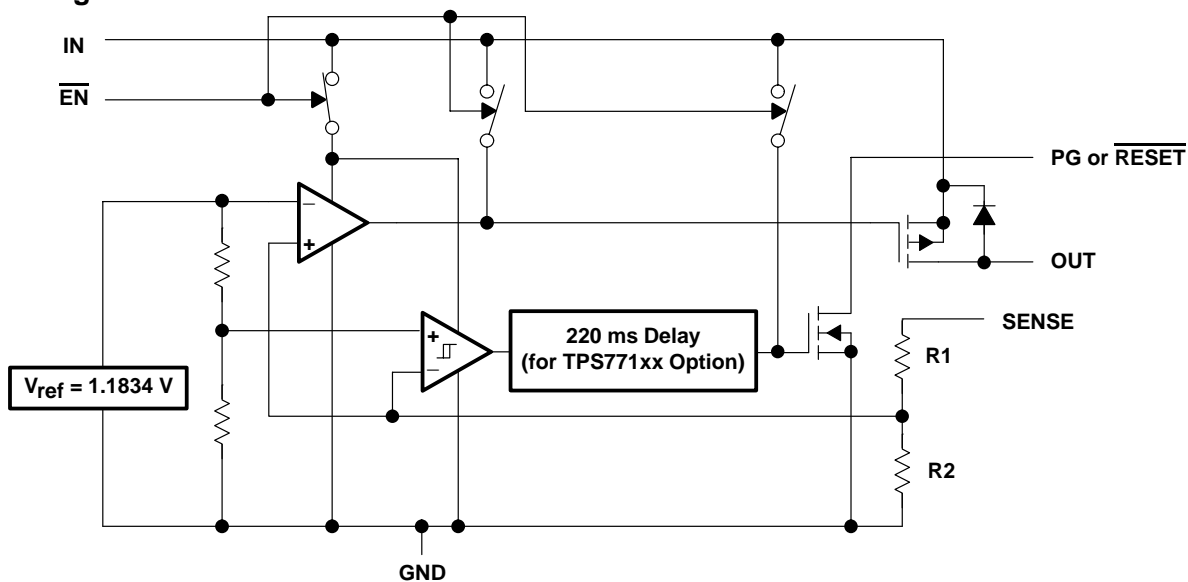 IN
EN
PG or RESET
OUT
SENSE
220 ms Delay
(for TPS771xx Option)
R1
Vref = 1.1834 V
R2
GND
−
+
+
−